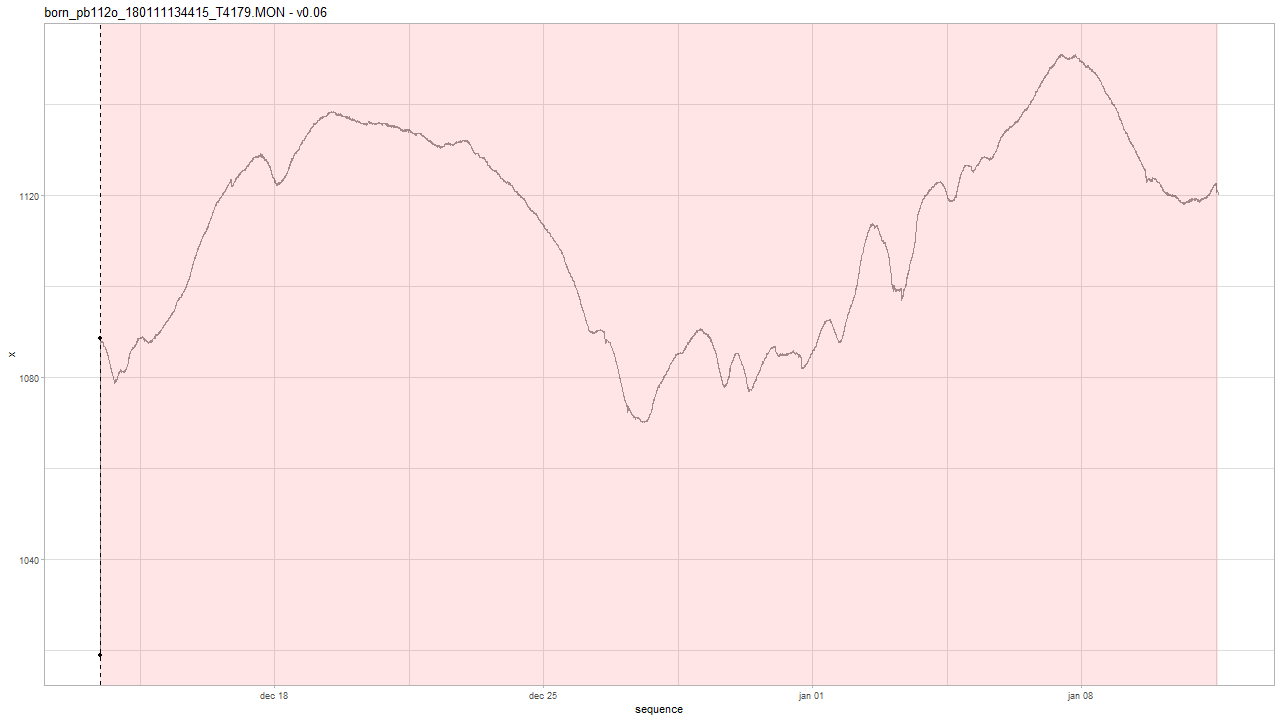 born_pb112o_180111134415_T4179.MON - v0.06
1120
1080
1040
x
dec 18
dec 25
jan 01
jan 08
sequence